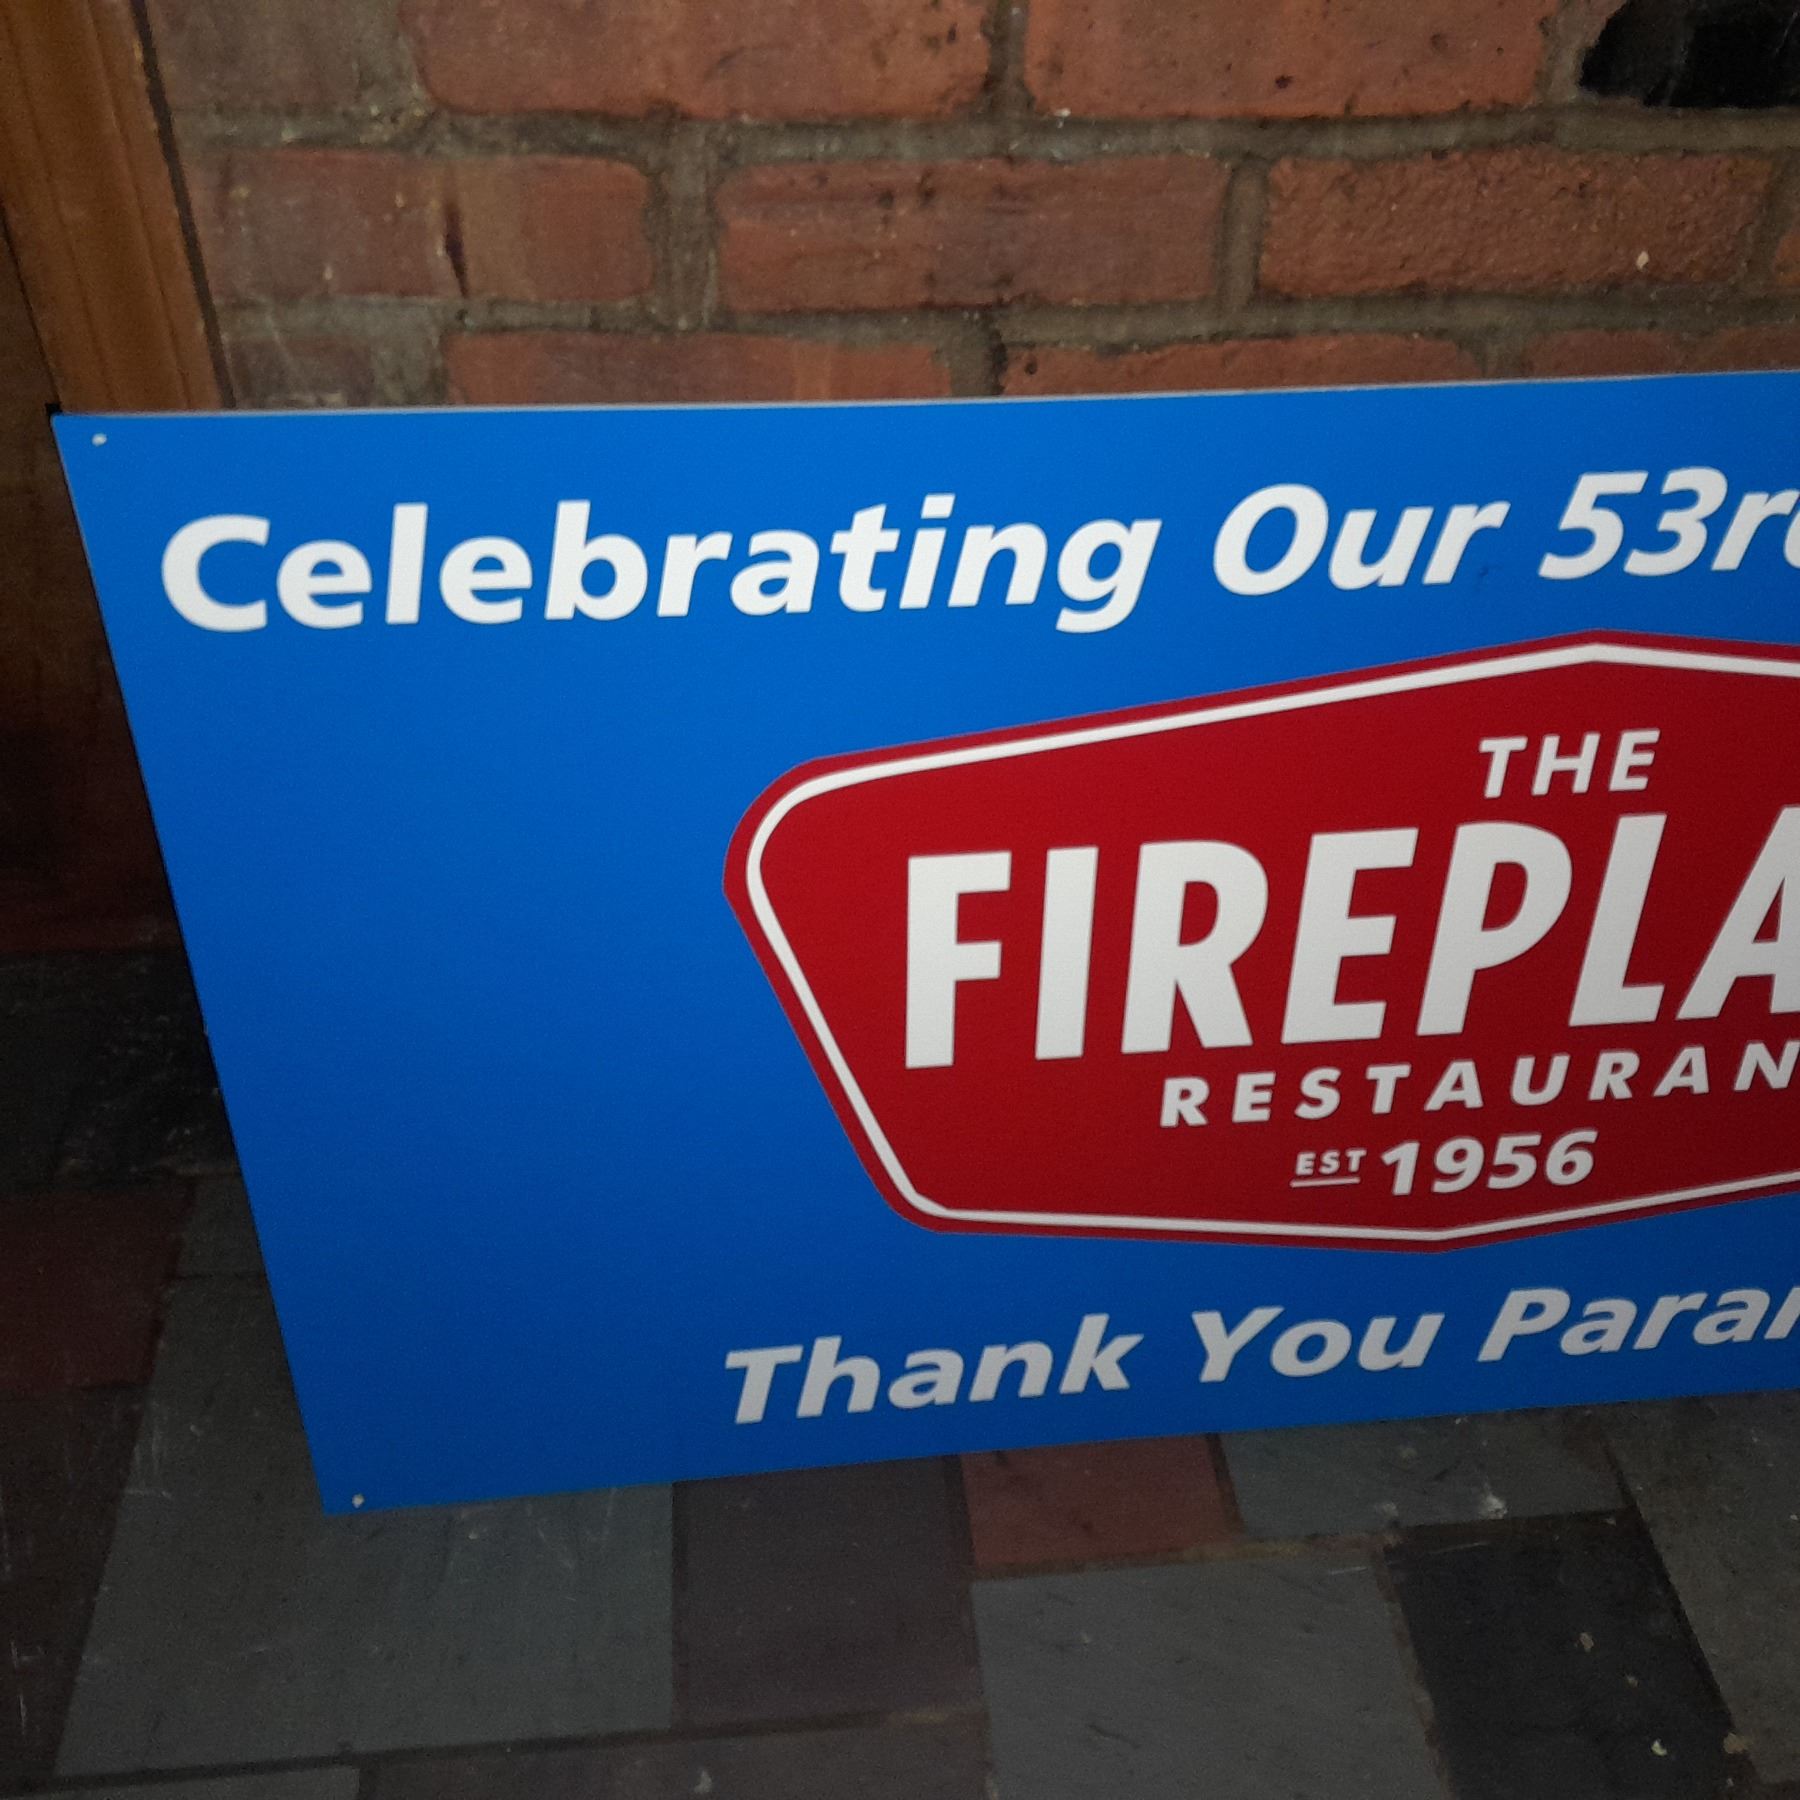 Celebrating Our 53r
THE
FIREPLA
RESTAURAN
EST 1956
Thank You Para